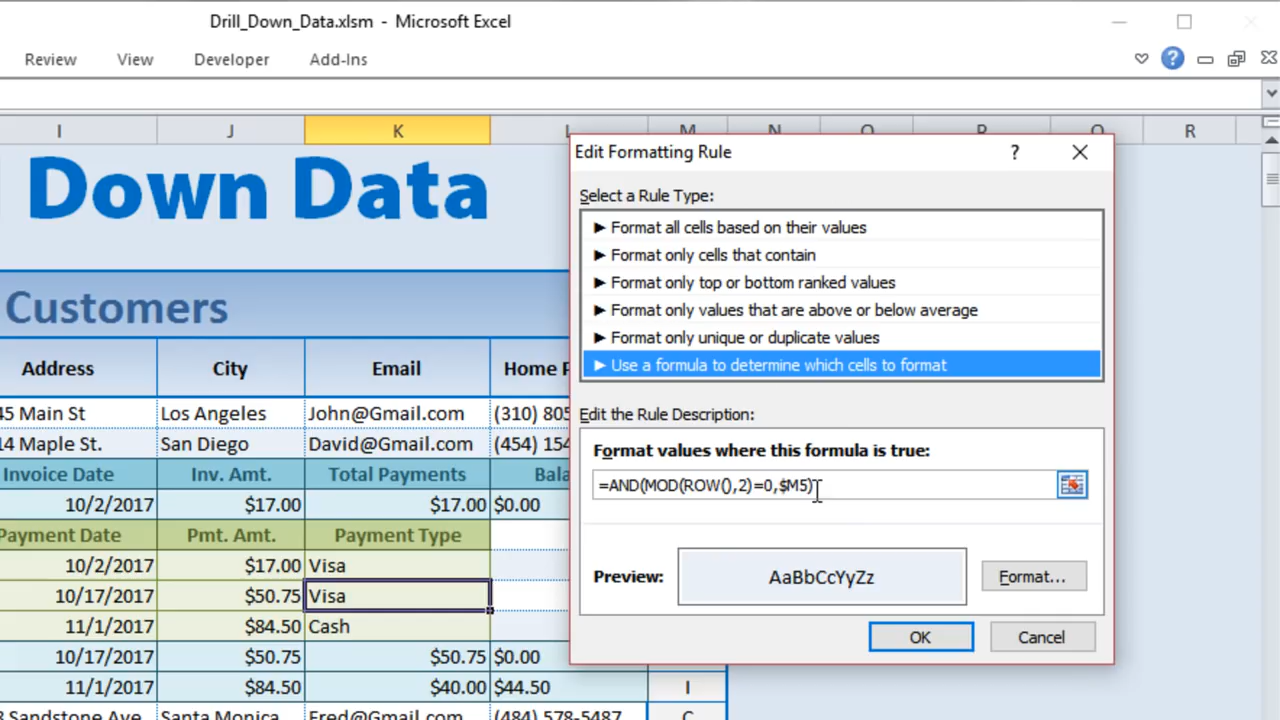 Drill_Down_Data.xlsm - Microsoft Excel
Review View Developer Add-Ins
I J K L M N O P Q R
Down Data
Customers
Address City Email Home P
45 Main St Los Angeles John@Gmail.com (310) 805
14 Maple St. San Diego David@Gmail.com (454) 154
Invoice Date Inv. Amt. Total Payments Bala
10/2/2017 $17.00 $17.00 $0.00
Payment Date Pmt. Amt. Payment Type
10/2/2017 $17.00 Visa
10/17/2017 $50.75 Visa
11/1/2017 $84.50 Cash
10/17/2017 $50.75 $50.75 $0.00
11/1/2017 $84.50 $40.00 $44.50 I
Sandstone Ave Santa Monica Fred@Gmail.com (484) 578-5487 C
Edit Formatting Rule ? ×
Select a Rule Type:
► Format all cells based on their values
► Format only cells that contain
► Format only top or bottom ranked values
► Format only values that are above or below average
► Format only unique or duplicate values
► Use a formula to determine which cells to format
Edit the Rule Description:
Format values where this formula is true:
=AND(MOD(ROW(),2)=0,$M5)
Preview: AaBbCcYyZz Format...
OK Cancel